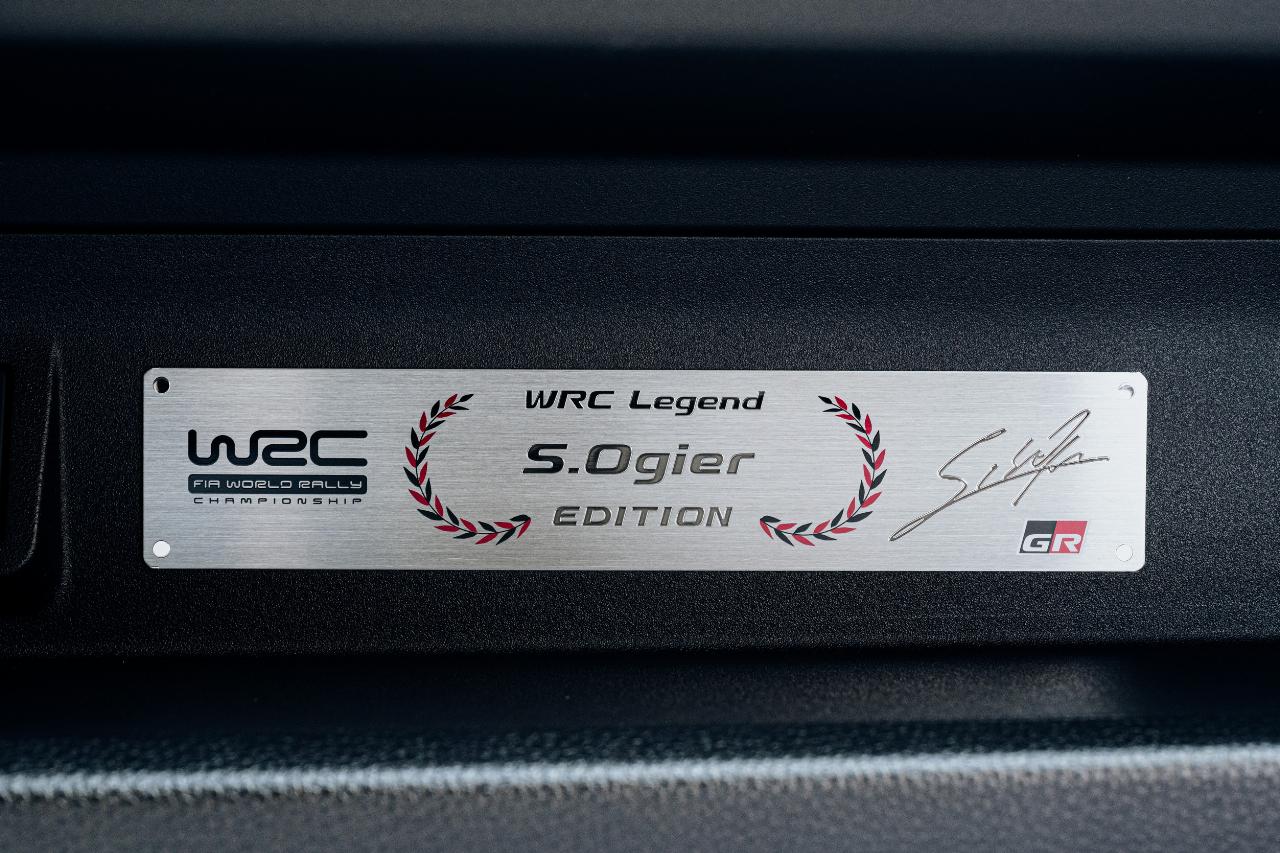 WRC
FIA WORLD RALLY
CHAMPIONSHIP
WRC Legend
S.Ogier
EDITION
GR